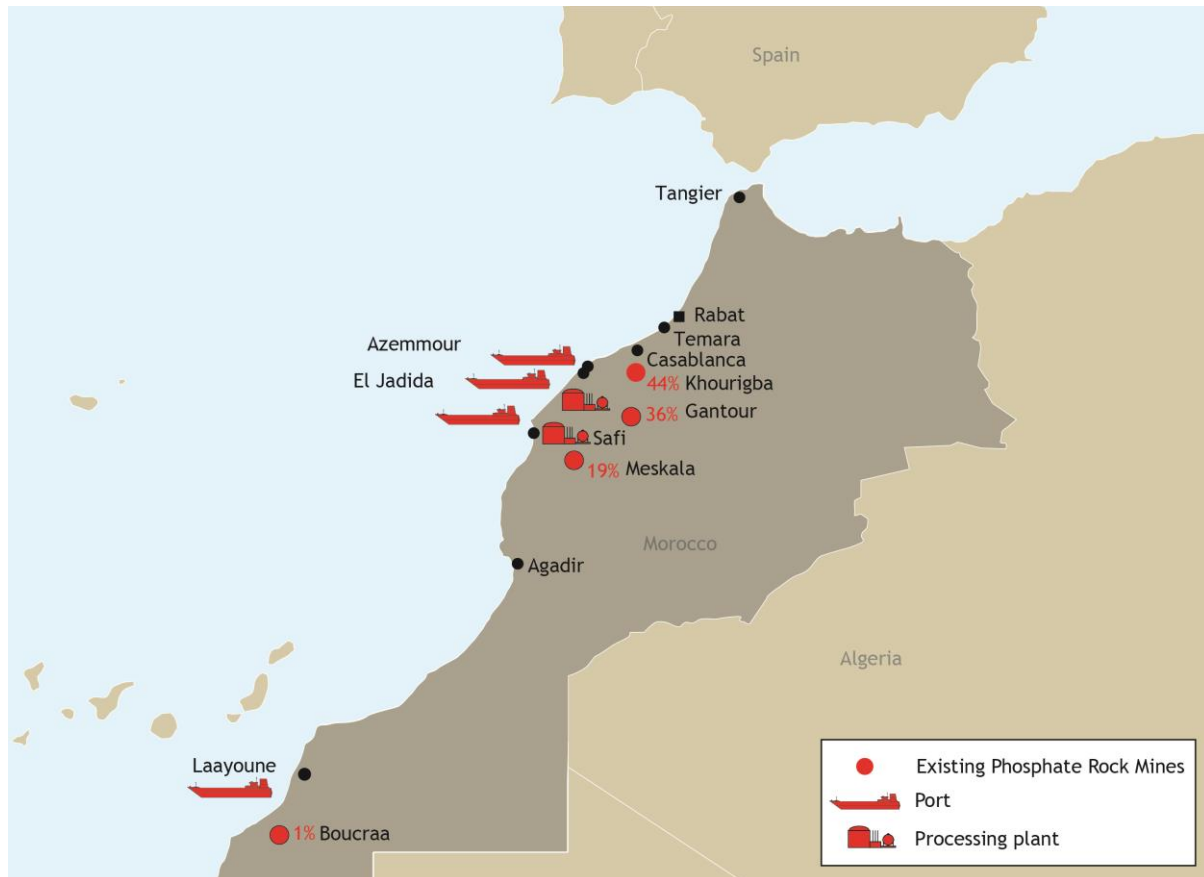 Spain
Tangier
Rabat
Temara
Azemmour
Casablanca
El Jadida
44% Khourigba
36% Gantour
Safi
19% Meskala
Morocco
Agadir
Algeria
Laayoune
1% Boucraa
Existing Phosphate Rock Mines
Port
Processing plant